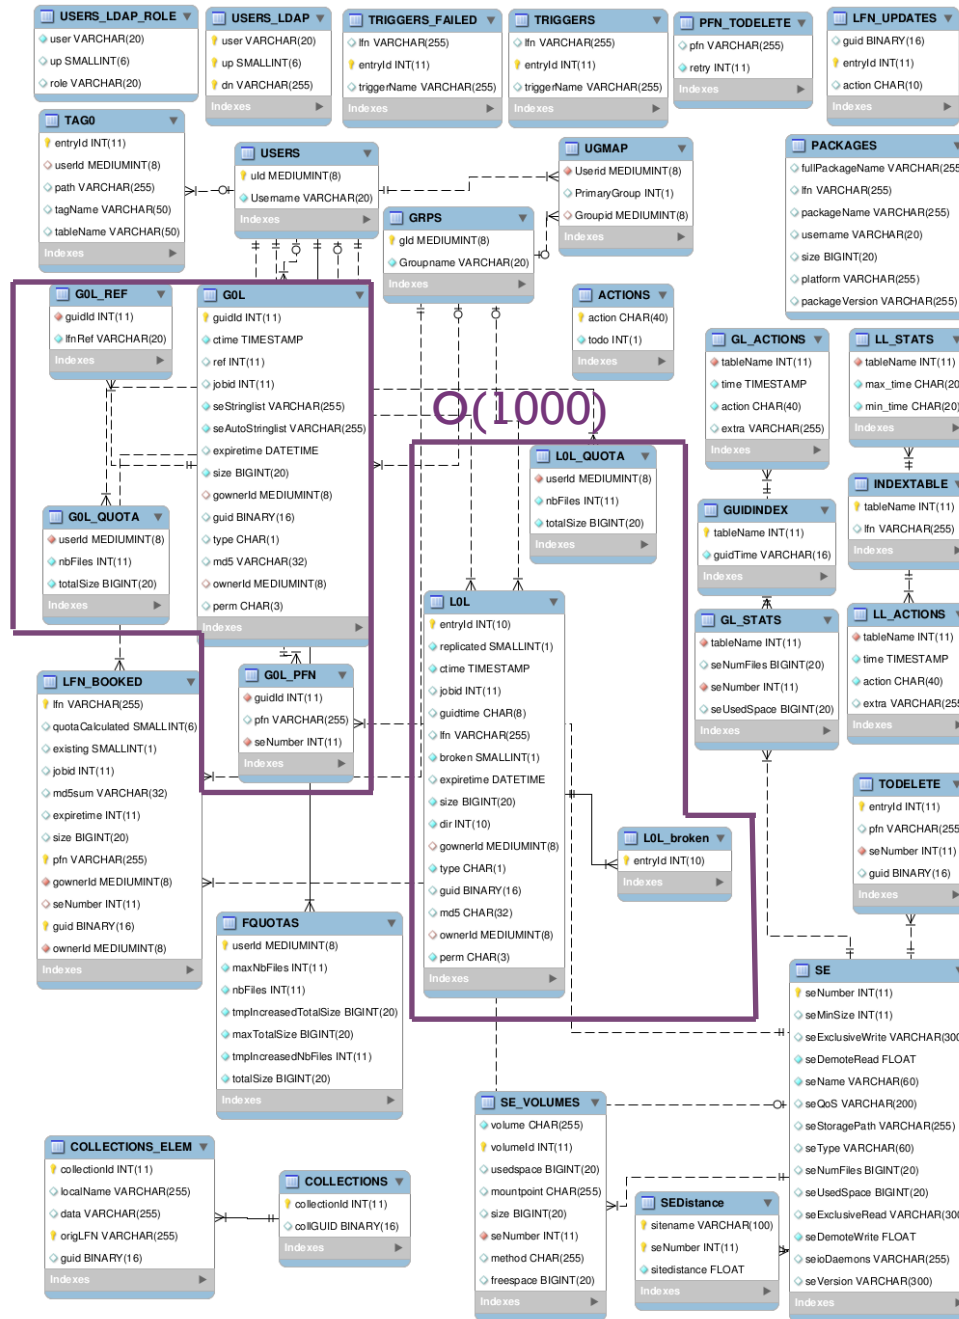 USERS_LDAP_ROLE
user VARCHAR(20)
up SMALLINT(6)
role VARCHAR(20)
USERS_LDAP
user VARCHAR(20)
up SMALLINT(6)
dn VARCHAR(255)
Indexes
TRIGGERS_FAILED
lfn VARCHAR(255)
entryId INT(11)
triggerName VARCHAR(255)
Indexes
TRIGGERS
lfn VARCHAR(255)
entryId INT(11)
triggerName VARCHAR(255)
Indexes
PFN_TODELETE
pfn VARCHAR(255)
retry INT(11)
Indexes
LFN_UPDATES
guid BINARY(16)
entryId INT(11)
action CHAR(10)
Indexes
TAG0
entryId INT(11)
userId MEDIUMINT(8)
path VARCHAR(255)
tagName VARCHAR(50)
tableName VARCHAR(50)
Indexes
USERS
uId MEDIUMINT(8)
Username VARCHAR(20)
Indexes
UGMAP
Userid MEDIUMINT(8)
PrimaryGroup INT(1)
Groupid MEDIUMINT(8)
Indexes
PACKAGES
fullPackageName VARCHAR(255
lfn VARCHAR(255)
packageName VARCHAR(255)
username VARCHAR(20)
size BIGINT(20)
platform VARCHAR(255)
packageVersion VARCHAR(255)
GRPS
gId MEDIUMINT(8)
Groupname VARCHAR(20)
Indexes
G0L_REF
guidId INT(11)
lfnRef VARCHAR(20)
Indexes
G0L
guidId INT(11)
ctime TIMESTAMP
ref INT(11)
jobid INT(11)
seStringlist VARCHAR(255)
seAutoStringlist VARCHAR(255)
expiretime DATETIME
size BIGINT(20)
gownerId MEDIUMINT(8)
guid BINARY(16)
type CHAR(1)
md5 VARCHAR(32)
ownerId MEDIUMINT(8)
perm CHAR(3)
Indexes
ACTIONS
action CHAR(40)
todo INT(1)
Indexes
GL_ACTIONS
tableName INT(11)
time TIMESTAMP
action CHAR(40)
extra VARCHAR(255)
Indexes
LL_STATS
tableName INT(11)
max_time CHAR(20
min_time CHAR(20)
Indexes
O(1000)
L0L_QUOTA
userId MEDIUMINT(8)
nbFiles INT(11)
totalSize BIGINT(20)
Indexes
G0L_QUOTA
userId MEDIUMINT(8)
nbFiles INT(11)
totalSize BIGINT(20)
Indexes
GUIDINDEX
tableName INT(11)
guidTime VARCHAR(16)
Indexes
INDEXTABLE
tableName INT(11)
lfn VARCHAR(255)
Indexes
L0L
entryId INT(10)
replicated SMALLINT(1)
ctime TIMESTAMP
jobid INT(11)
guidtime CHAR(8)
lfn VARCHAR(255)
broken SMALLINT(1)
expiretime DATETIME
size BIGINT(20)
dir INT(10)
gownerId MEDIUMINT(8)
type CHAR(1)
guid BINARY(16)
md5 CHAR(32)
ownerId MEDIUMINT(8)
perm CHAR(3)
Indexes
GL_STATS
tableName INT(11)
seNumFiles BIGINT(20)
seNumber INT(11)
seUsedSpace BIGINT(20)
Indexes
LL_ACTIONS
tableName INT(11)
time TIMESTAMP
action CHAR(40)
extra VARCHAR(255
Indexes
LFN_BOOKED
lfn VARCHAR(255)
quotaCalculated SMALLINT(6)
existing SMALLINT(1)
jobid INT(11)
md5sum VARCHAR(32)
expiretime INT(11)
size BIGINT(20)
pfn VARCHAR(255)
gownerId MEDIUMINT(8)
seNumber INT(11)
guid BINARY(16)
ownerId MEDIUMINT(8)
Indexes
G0L_PFN
guidId INT(11)
pfn VARCHAR(255)
seNumber INT(11)
Indexes
L0L_broken
entryId INT(10)
Indexes
TODELETE
entryId INT(11)
pfn VARCHAR(255
seNumber INT(11)
guid BINARY(16)
Indexes
FQUOTAS
userId MEDIUMINT(8)
maxNbFiles INT(11)
nbFiles INT(11)
tmpIncreasedTotalSize BIGINT(20)
maxTotalSize BIGINT(20)
tmpIncreasedNbFiles INT(11)
totalSize BIGINT(20)
Indexes
SE
seNumber INT(11)
seMinSize INT(11)
seExclusiveWrite VARCHAR(300
seDemoteRead FLOAT
seName VARCHAR(60)
seQoS VARCHAR(200)
seStoragePath VARCHAR(255)
seType VARCHAR(60)
seNumFiles BIGINT(20)
seUsedSpace BIGINT(20)
seExclusiveRead VARCHAR(300
seDemoteWrite FLOAT
seioDaemons VARCHAR(255)
seVersion VARCHAR(300)
Indexes
SE_VOLUMES
volume CHAR(255)
volumeId INT(11)
usedspace BIGINT(20)
mountpoint CHAR(255)
size BIGINT(20)
seNumber INT(11)
method CHAR(255)
freespace BIGINT(20)
Indexes
COLLECTIONS_ELEM
collectionId INT(11)
localName VARCHAR(255)
data VARCHAR(255)
origLFN VARCHAR(255)
guid BINARY(16)
Indexes
COLLECTIONS
collectionId INT(11)
collGUID BINARY(16)
Indexes
SEDistance
sitename VARCHAR(100)
seNumber INT(11)
sitedistance FLOAT
Indexes